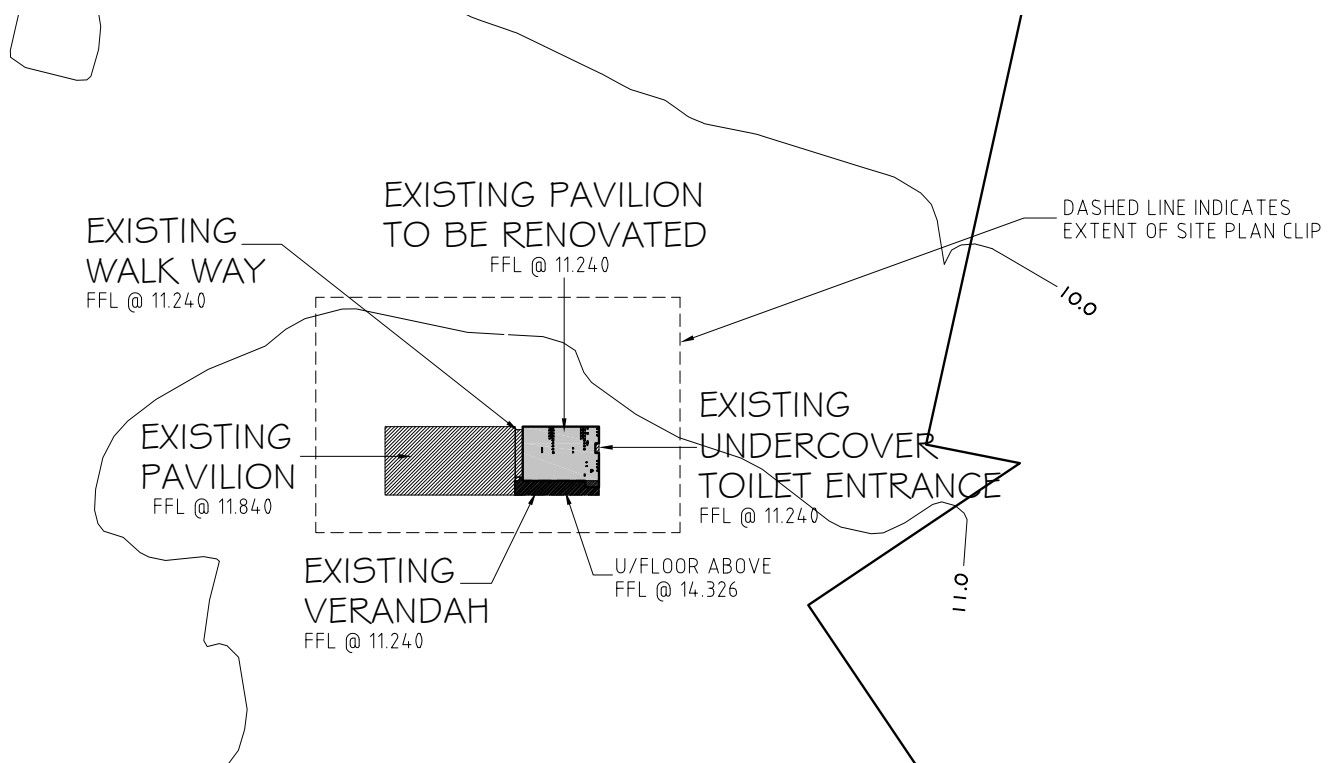 EXISTING PAVILION
TO BE RENOVATED
FFL @ 11.240
DASHED LINE INDICATES
EXTENT OF SITE PLAN CLIP
EXISTING
WALK WAY
FFL @ 11.240
10.0
EXISTING
UNDERCOVER
TOILET ENTRANCE
FFL @ 11.240
EXISTING
PAVILION
FFL @ 11.840
EXISTING
VERANDAH
FFL @ 11.240
U/FLOOR ABOVE
FFL @ 14.326
11.0